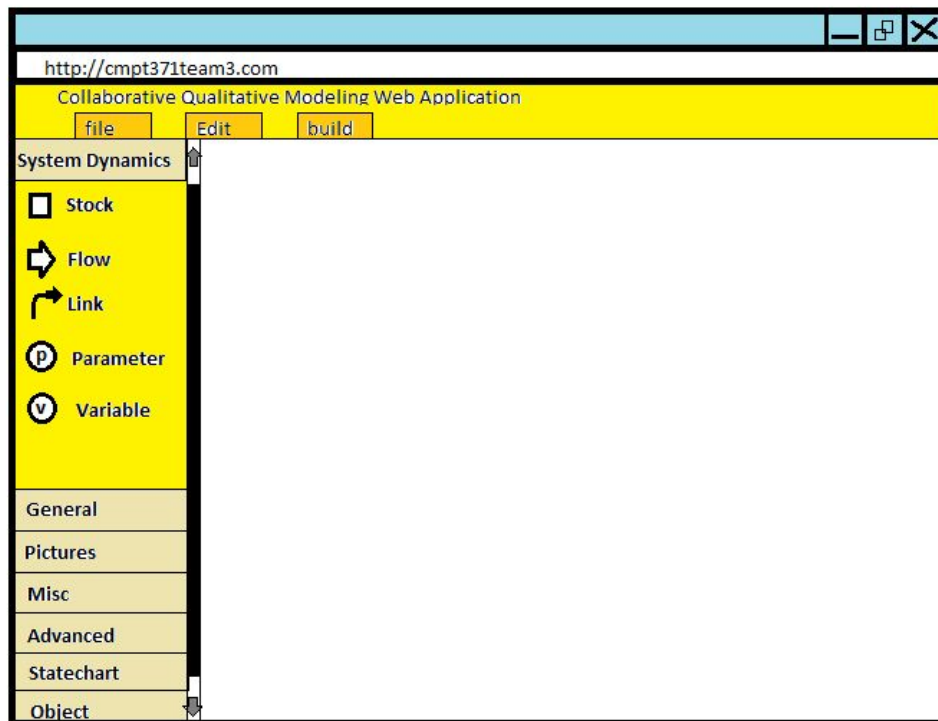 http://cmpt371team3.com
Collaborative Qualitative Modeling Web Application
file Edit build
System Dynamics
Stock
Flow
Link
p Parameter
v Variable
General
Pictures
Misc
Advanced
Statechart
Object